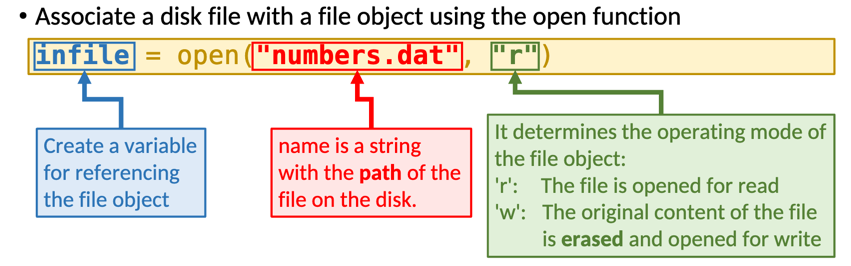 • Associate a disk file with a file object using the open function
infile = open("numbers.dat", "r")
Create a variable
for referencing
the file object
name is a string
with the path of the
file on the disk.
It determines the operating mode of
the file object:
'r': The file is opened for read
'w': The original content of the file
is erased and opened for write